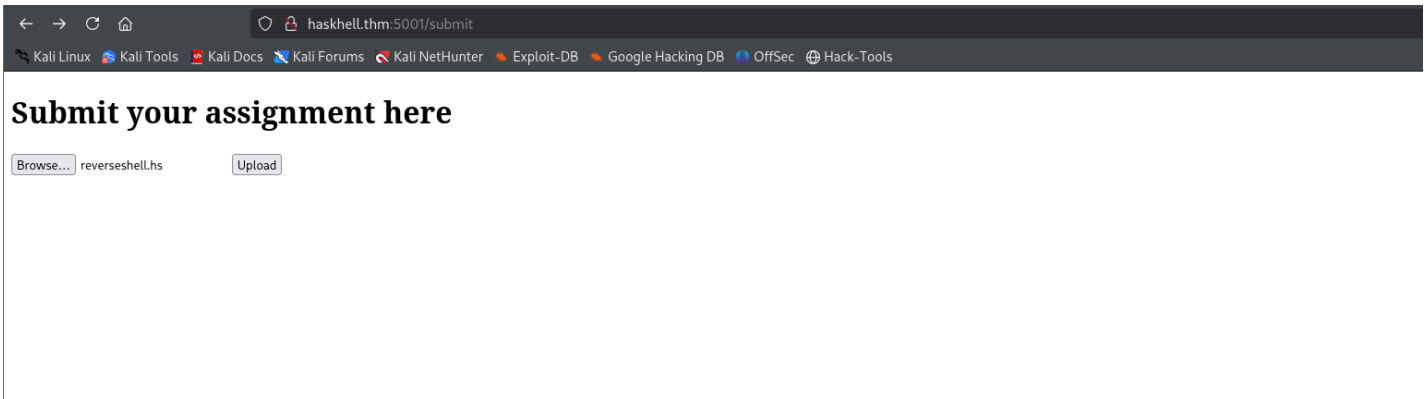 haskhell.thm:5001/submit
Kali Linux Kali Tools Kali Docs Kali Forums Kali NetHunter Exploit-DB Google Hacking DB OffSec Hack-Tools
Submit your assignment here
Browse... reverseshell.hs Upload